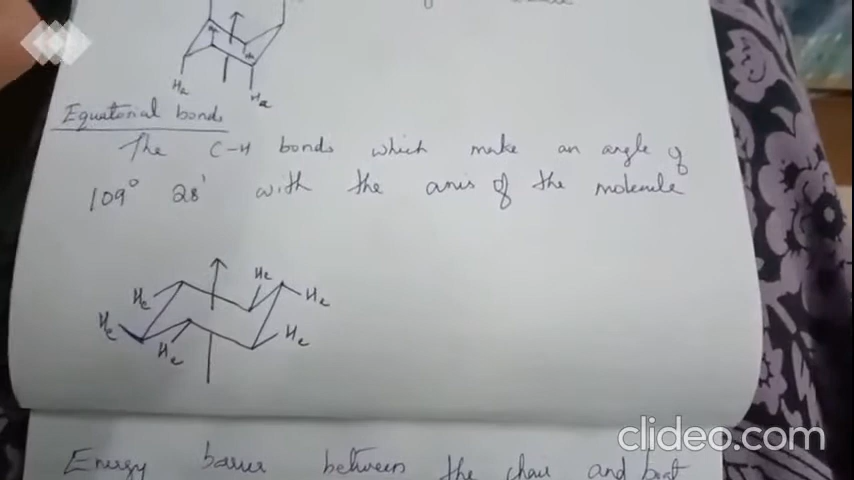 Ha
Ha
Equatorial bonds
The C-H bonds which make an angle of
109° 28' with the axis of the molecule
He
He
He
He
He
He
Energy barrier between the chair and boat
clideo.com